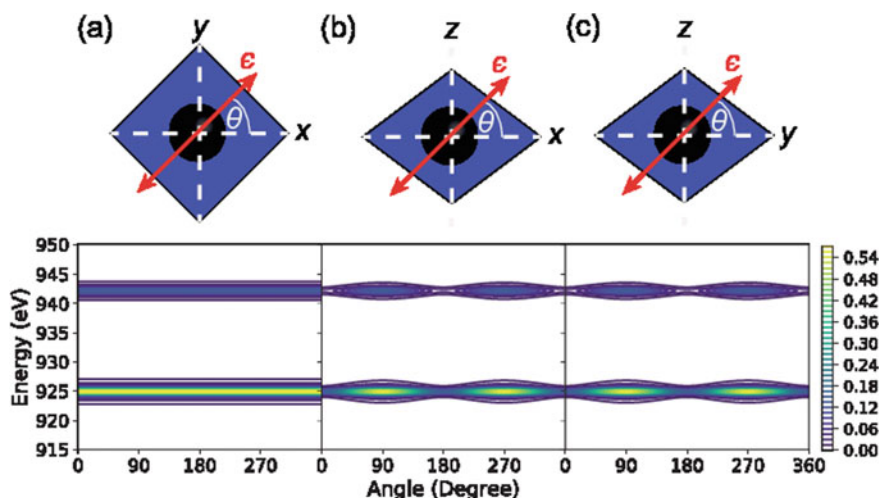 (a) (b) (c)
y z z
ε ε ε
θ θ θ
x x y
950
945
940
935
930
925
920
915
Energy (eV)
0 90 180 270 0 90 180 270 0 90 180 270 360
Angle (Degree)
0.54
0.48
0.42
0.36
0.30
0.24
0.18
0.12
0.06
0.00